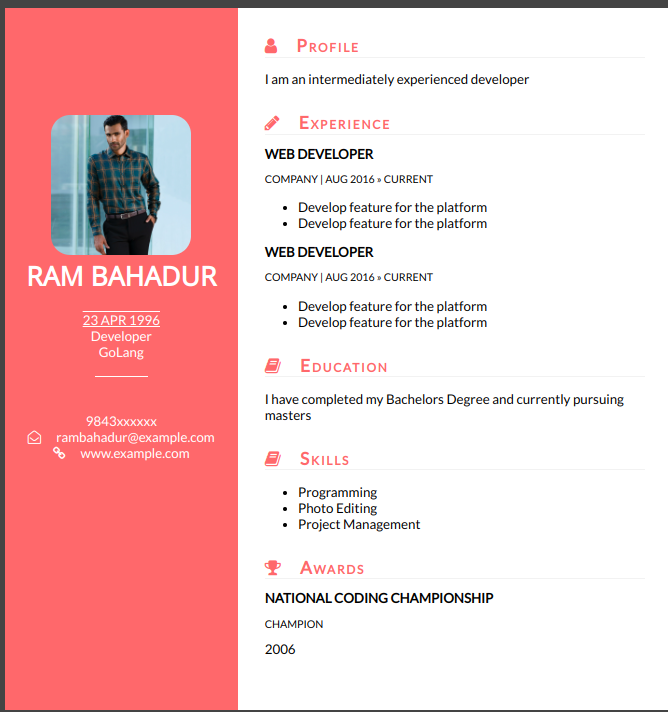 RAM BAHADUR
23 APR 1996
Developer
GoLang
9843xxxxxx
rambahadur@example.com
www.example.com
Profile
I am an intermediately experienced developer
Experience
WEB DEVELOPER
COMPANY | AUG 2016 » CURRENT
• Develop feature for the platform
• Develop feature for the platform
WEB DEVELOPER
COMPANY | AUG 2016 » CURRENT
• Develop feature for the platform
• Develop feature for the platform
Education
I have completed my Bachelors Degree and currently pursuing
masters
Skills
• Programming
• Photo Editing
• Project Management
Awards
NATIONAL CODING CHAMPIONSHIP
CHAMPION
2006